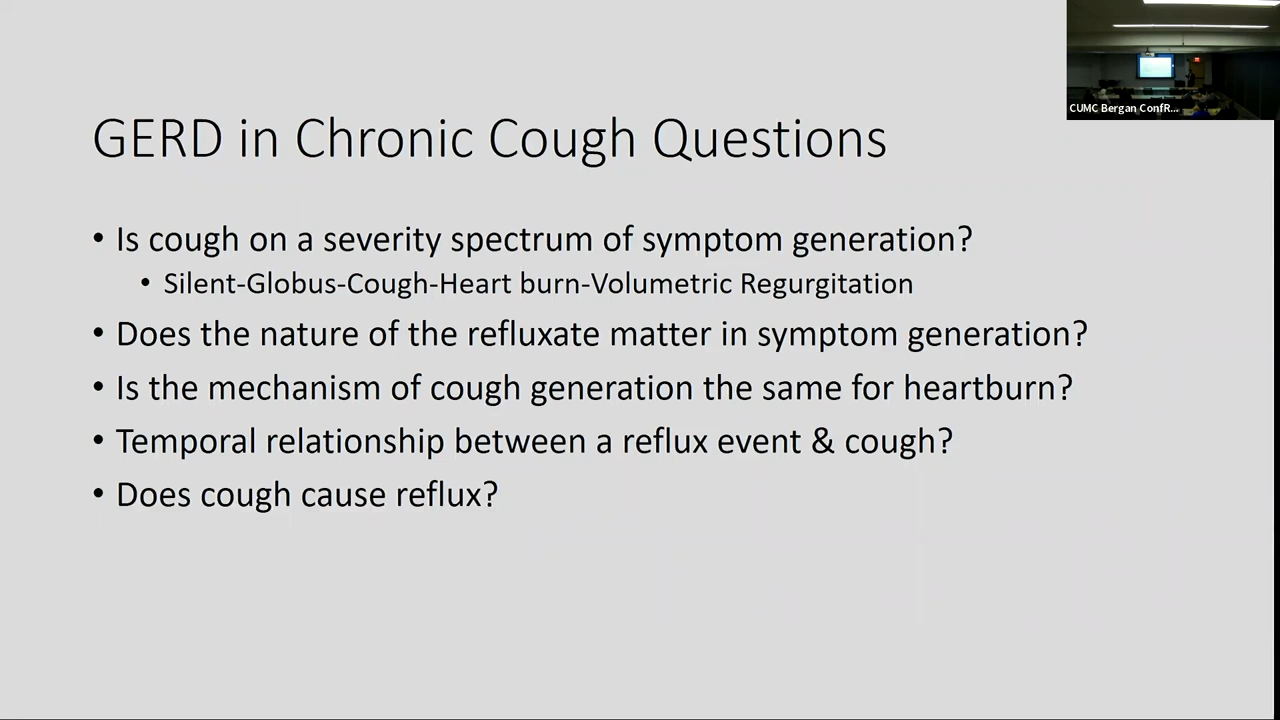 CUMC Bergan ConfR...
GERD in Chronic Cough Questions
• Is cough on a severity spectrum of symptom generation?
• Silent-Globus-Cough-Heart burn-Volumetric Regurgitation
• Does the nature of the refluxate matter in symptom generation?
• Is the mechanism of cough generation the same for heartburn?
• Temporal relationship between a reflux event & cough?
• Does cough cause reflux?